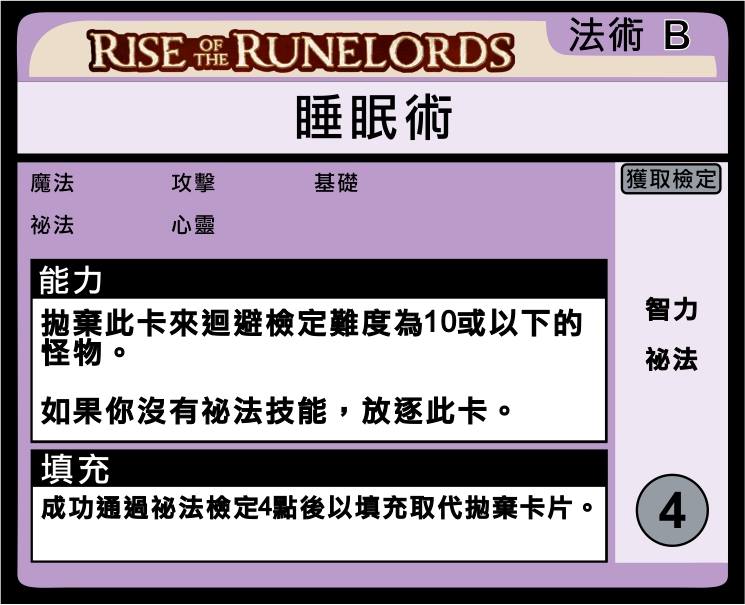 RISE OF THE RUNELORDS
法術 B
睡眠術
魔法 攻擊 基礎
祕法 心靈
獲取檢定
智力
祕法
4
能力
拋棄此卡來迴避檢定難度為10或以下的
怪物。
如果你沒有祕法技能，放逐此卡。
填充
成功通過祕法檢定4點後以填充取代拋棄卡片。